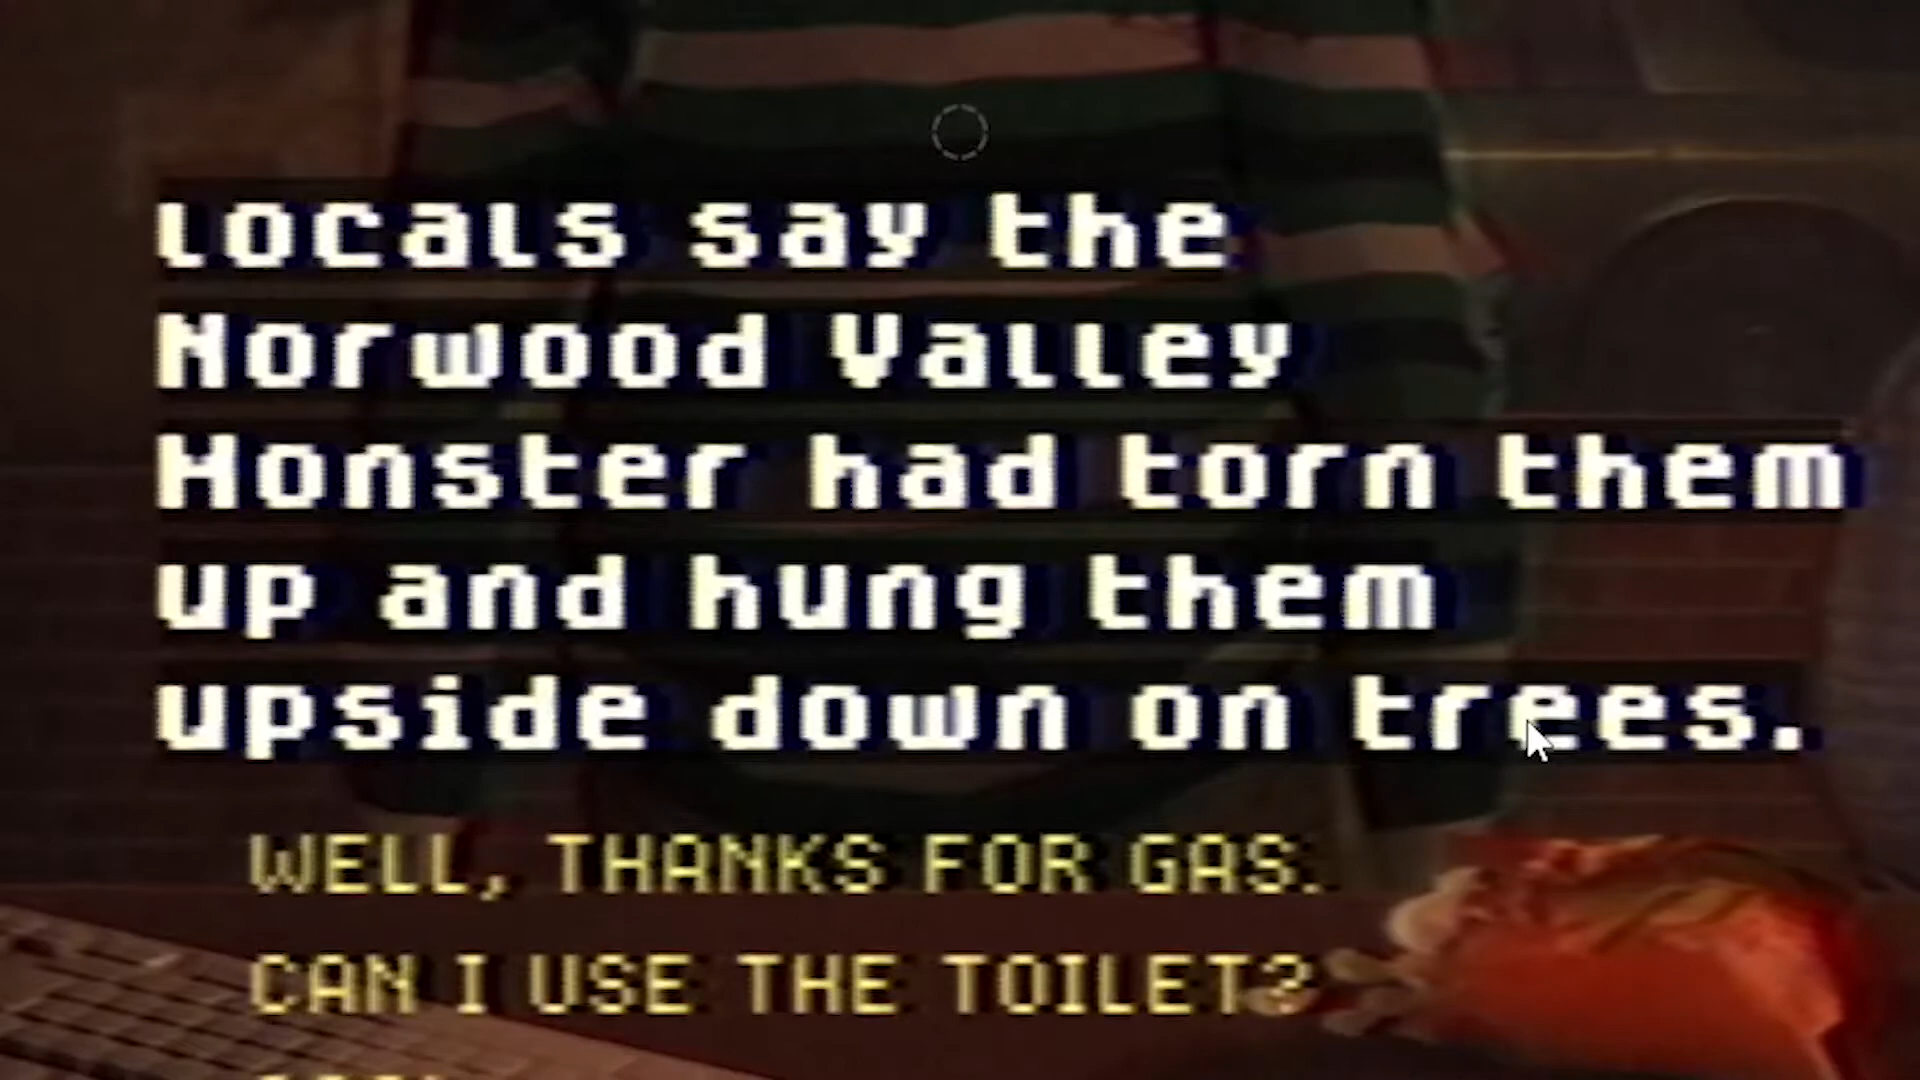 locals say the
Norwood Valley
Monster had torn them
up and hung them
upside down on trees.
WELL, THANKS FOR GAS.
CAN I USE THE TOILET?